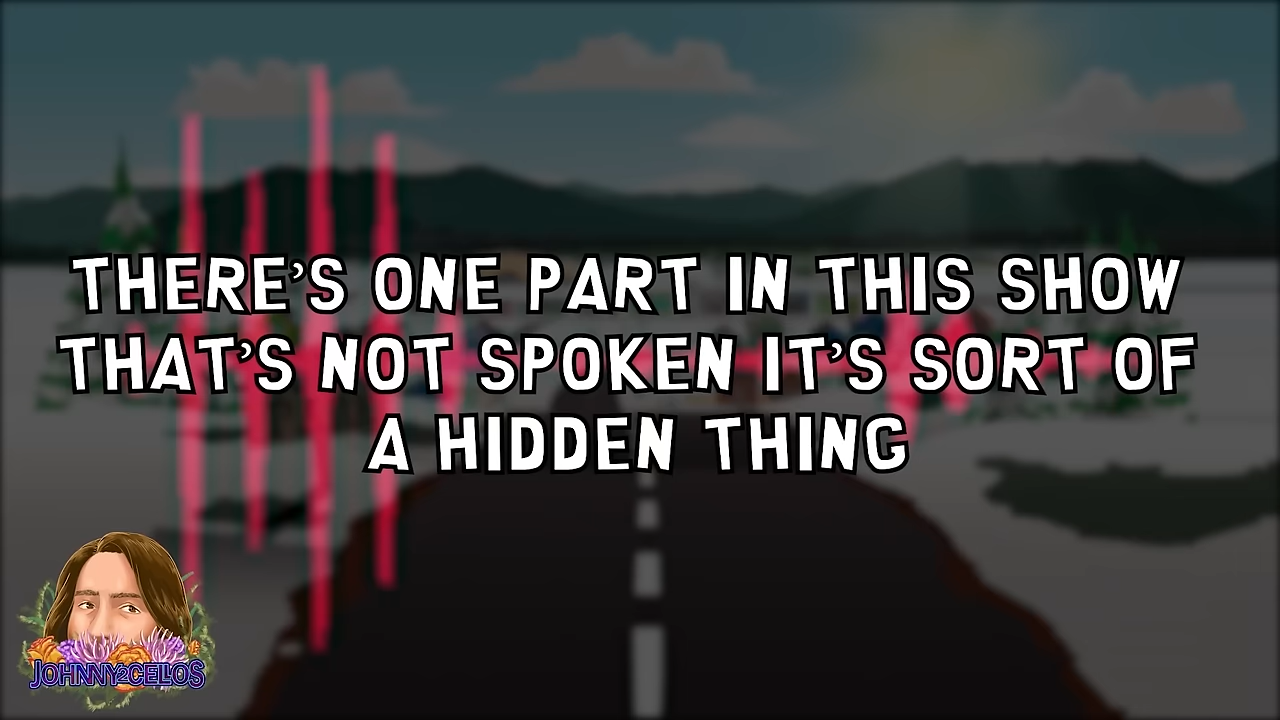 THERE'S ONE PART IN THIS SHOW
THAT'S NOT SPOKEN IT'S SORT OF
A HIDDEN THING
JOHNNY2CELLOS